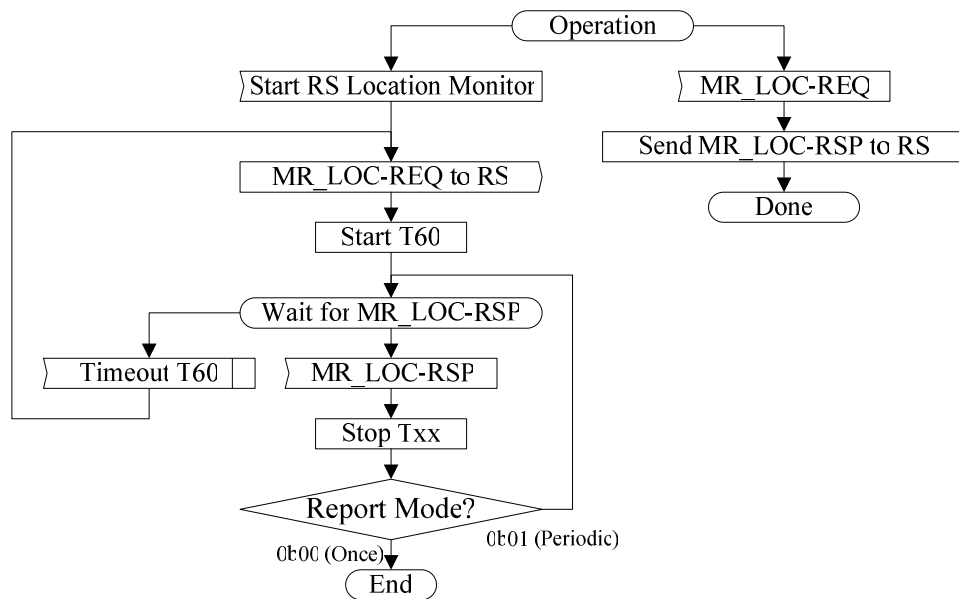 Operation
Start RS Location Monitor
MR_LOC-REQ
MR_LOC-REQ to RS
Send MR_LOC-RSP to RS
Done
Start T60
Wait for MR_LOC-RSP
Timeout T60
MR_LOC-RSP
Stop Txx
Report Mode?
0b01 (Periodic)
0b00 (Once)
End